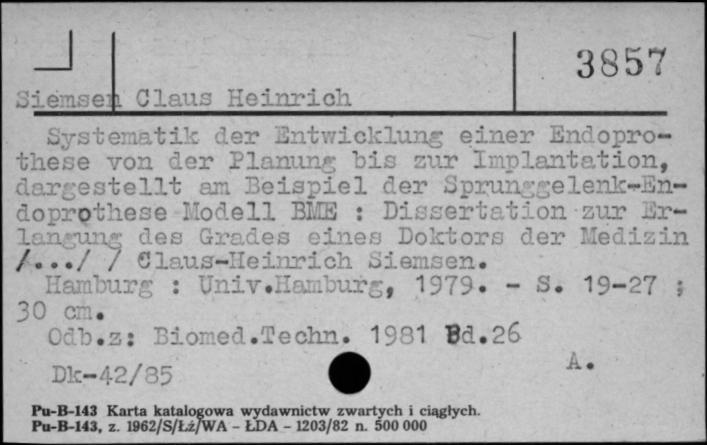 3857
Siemsen Claus Heinrich
Systematik der Entwicklung einer Endopro-
these von der Planung bis zur Implantation,
dargestellt am Beispiel der Sprunggelenk-En-
doprothese Modell BME : Dissertation zur Er-
langung des Grades eines Doktors der Medizin
/.../ / Claus-Heinrich Siemsen.
Hamburg : Univ.Hamburg, 1979. - S. 19-27 ;
30 cm.
Odb.z: Biomed.Techn. 1981 Bd.26
A.
Dk-42/85
Pu-B-143 Karta katalogowa wydawnictw zwartych i ciągłych.
Pu-B-143, z. 1962/S/Łż/WA – ŁDA – 1203/82 n. 500 000